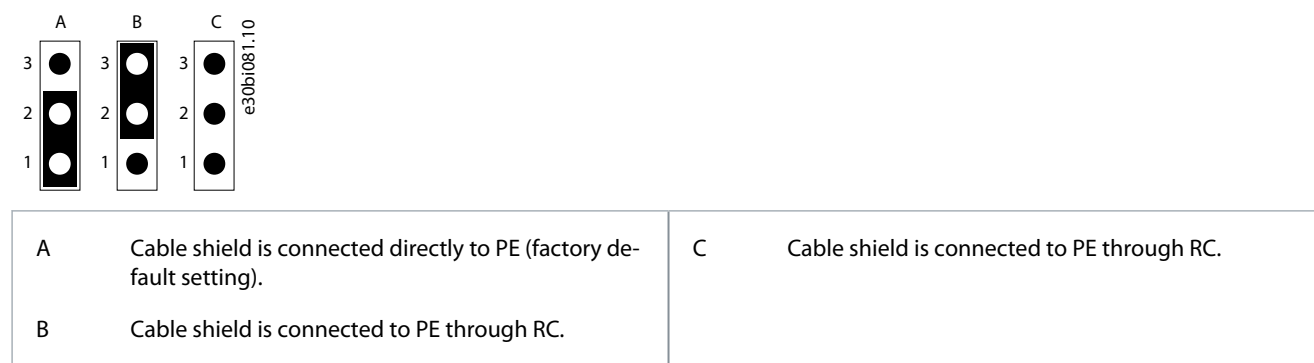 A B C
3 3 3
2 2 2
1 1 1
e30bi081.10
A Cable shield is connected directly to PE (factory de-
fault setting).
B Cable shield is connected to PE through RC.
C Cable shield is connected to PE through RC.